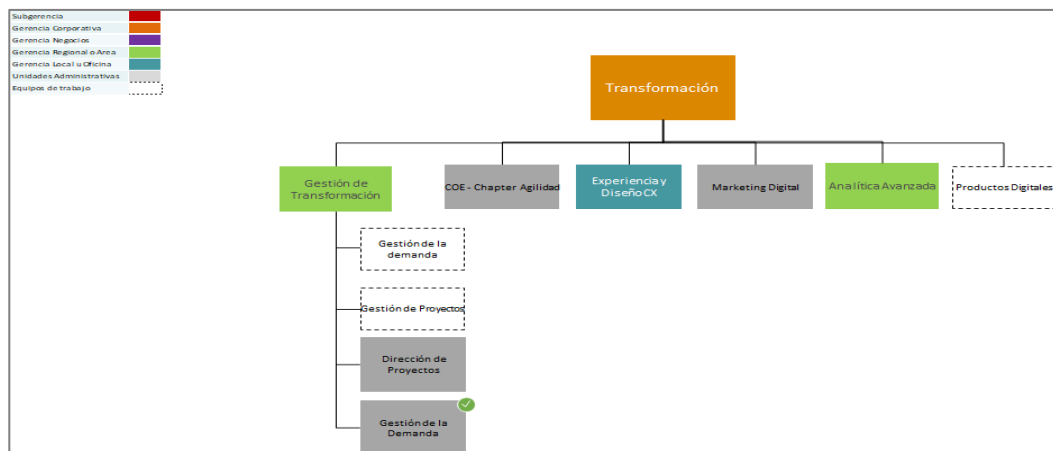 Subgerencia
Gerencia Corporativa
Gerencia Negocios
Gerencia Regional o Area
Gerencia Local u Oficina
Unidades Administrativas
Equipos de trabajo
Transformación
Gestión de
Transformación
COE - Chapter Agilidad
Experiencia y
Diseño CX
Marketing Digital
Analítica Avanzada
Productos Digitales
Gestión de la
demanda
Gestión de Proyectos
Dirección de
Proyectos
Gestión de la
Demanda